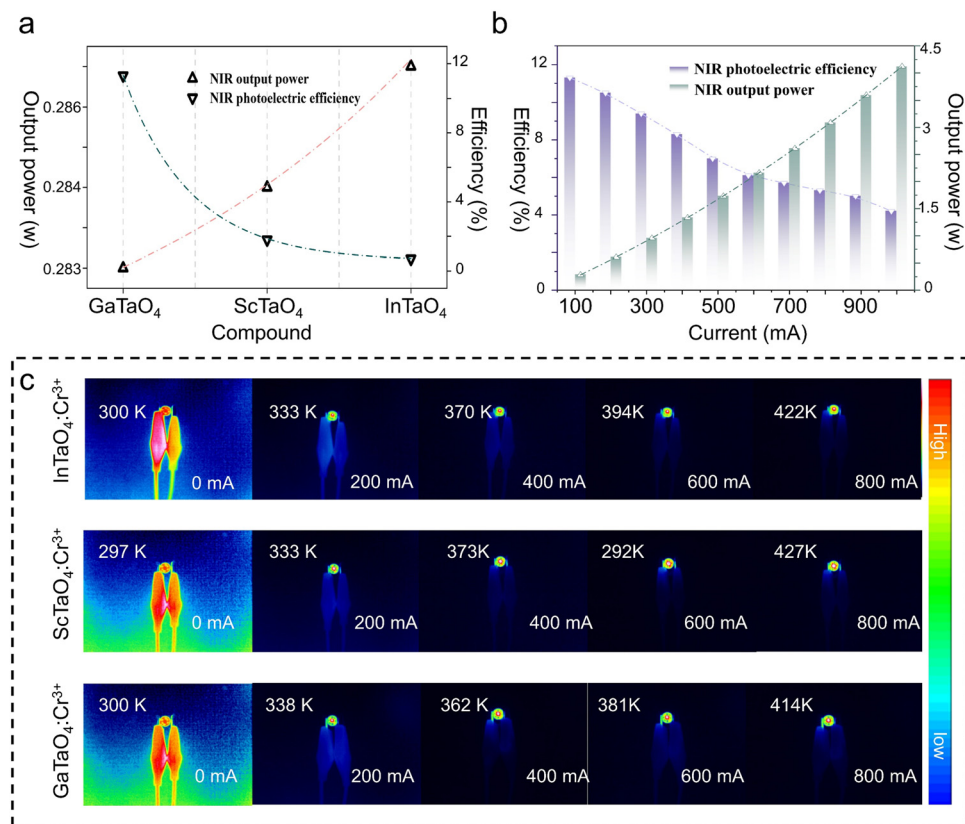 a
Output power (w)
0.286
0.284
0.283
NIR output power
NIR photoelectric efficiency
12
8
4
0
Efficiency (%)
GaTaO4
ScTaO4
InTaO4
Compound
b
Efficiency (%)
12
8
4
0
NIR photoelectric efficiency
NIR output power
4.5
3
1.5
0
Output power (w)
100
300
500
700
900
Current (mA)
c
InTaO4:Cr3+
300 K
333 K
370 K
394K
422K
0 mA
200 mA
400 mA
600 mA
800 mA
ScTaO4:Cr3+
297 K
333 K
373K
292K
427K
0 mA
200 mA
400 mA
600 mA
800 mA
GaTaO4:Cr3+
300 K
338 K
362 K
381K
414K
0 mA
200 mA
400 mA
600 mA
800 mA
High
low